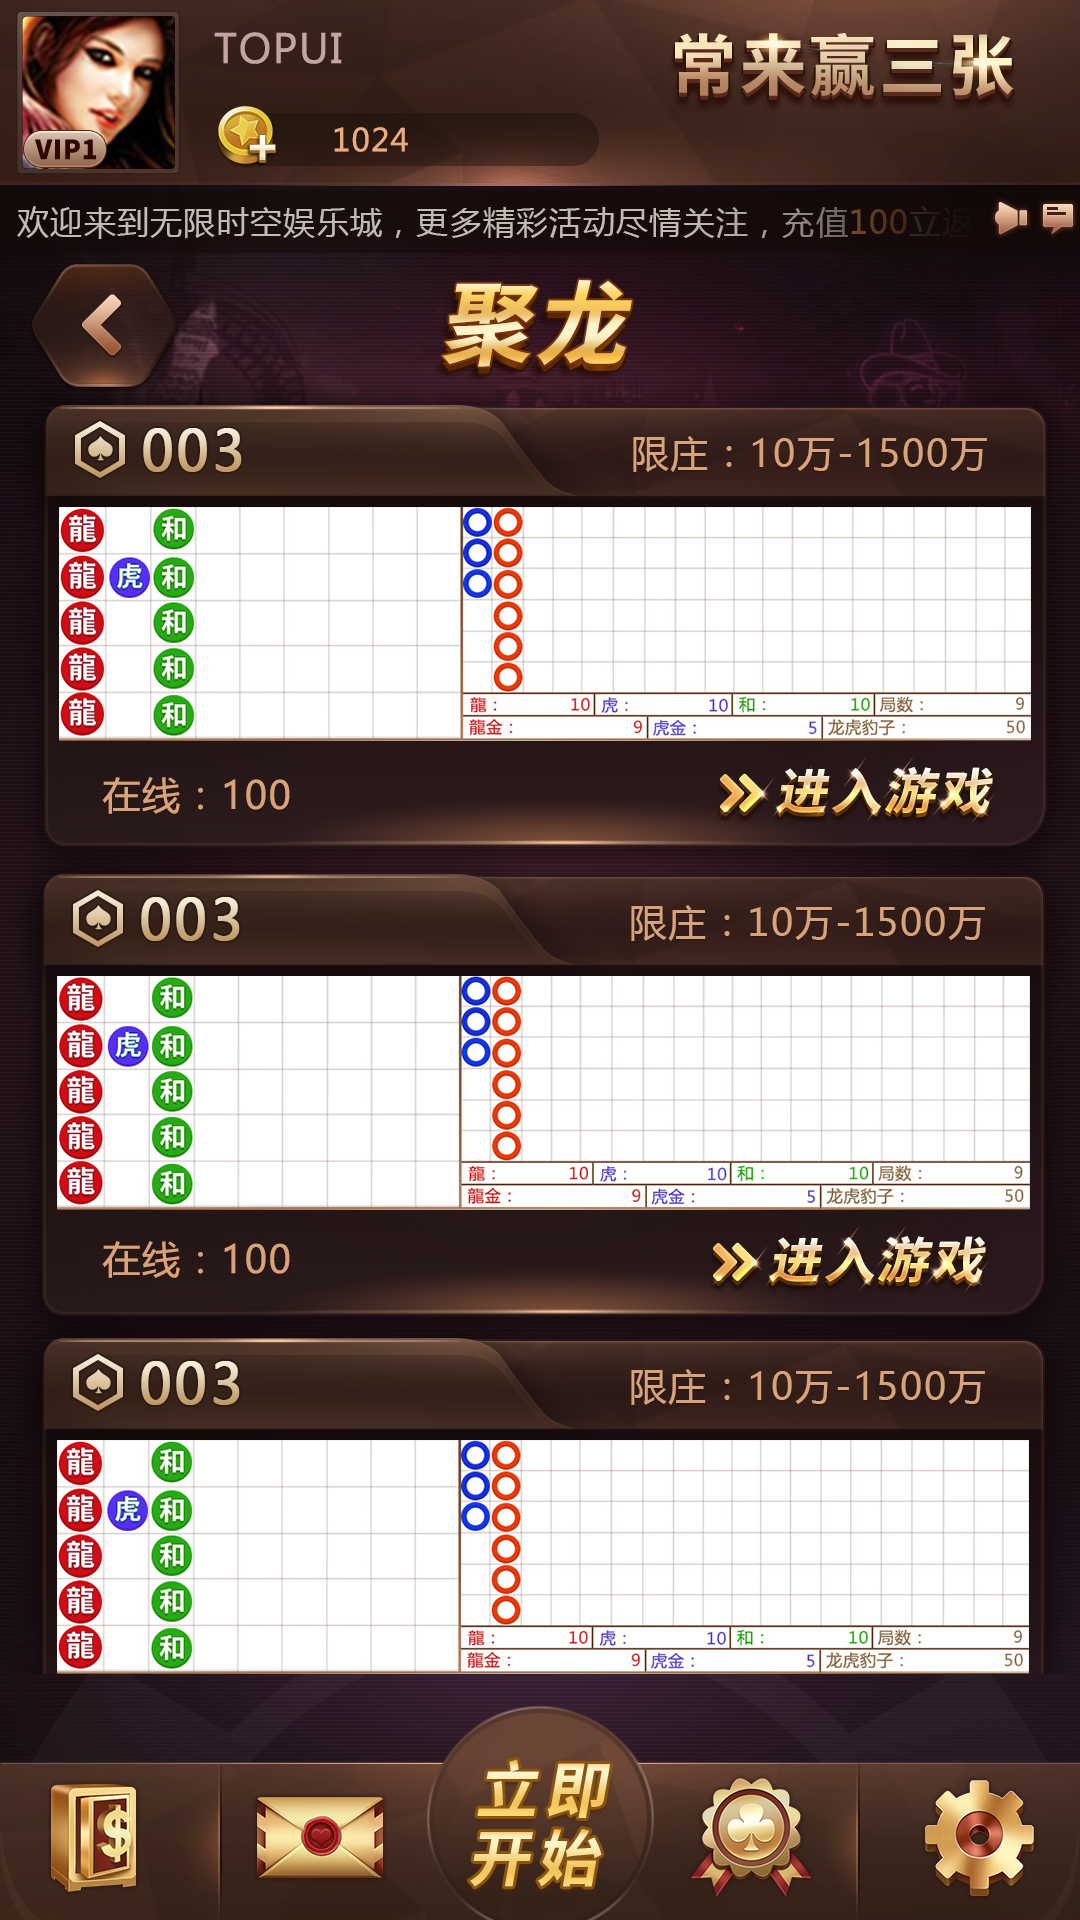 TOPUI
常来赢三张
VIP1
1024
欢迎来到无限时空娱乐城，更多精彩活动尽情关注，充值100立返
聚龙
003
限庄：10万-1500万
龍 和
龍 虎 和
龍 和
龍 和
龍 和
龍： 10 虎： 10 和： 10 局数： 9
龍金： 9 虎金： 5 龙虎豹子： 50
在线：100
进入游戏
003
限庄：10万-1500万
龍 和
龍 虎 和
龍 和
龍 和
龍 和
龍： 10 虎： 10 和： 10 局数： 9
龍金： 9 虎金： 5 龙虎豹子： 50
在线：100
进入游戏
003
限庄：10万-1500万
龍 和
龍 虎 和
龍 和
龍 和
龍 和
龍： 10 虎： 10 和： 10 局数： 9
龍金： 9 虎金： 5 龙虎豹子： 50
$
立即
开始